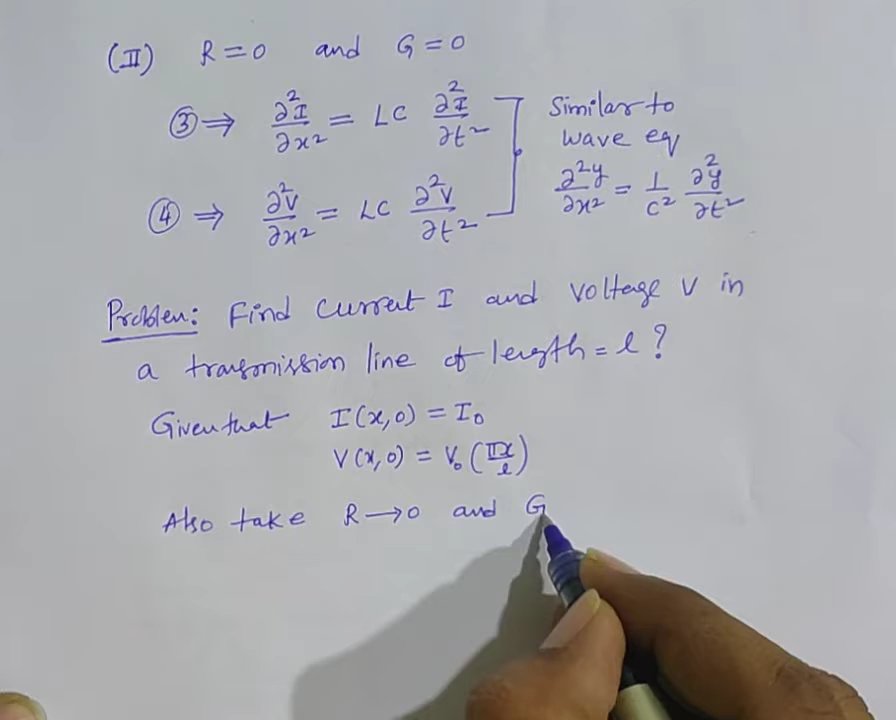 (II) R = 0 and G = 0
③ ⇒ ∂²I/∂x² = LC ∂²I/∂t²
Similar to
wave eq
④ ⇒ ∂²V/∂x² = LC ∂²V/∂t²
∂²y/∂x² = 1/c² ∂²y/∂t²
Problem: Find current I and voltage V in
a transmission line of length = l ?
Given that I(x,0) = I₀
V(x,0) = V₀ (πx/l)
Also take R → 0 and G